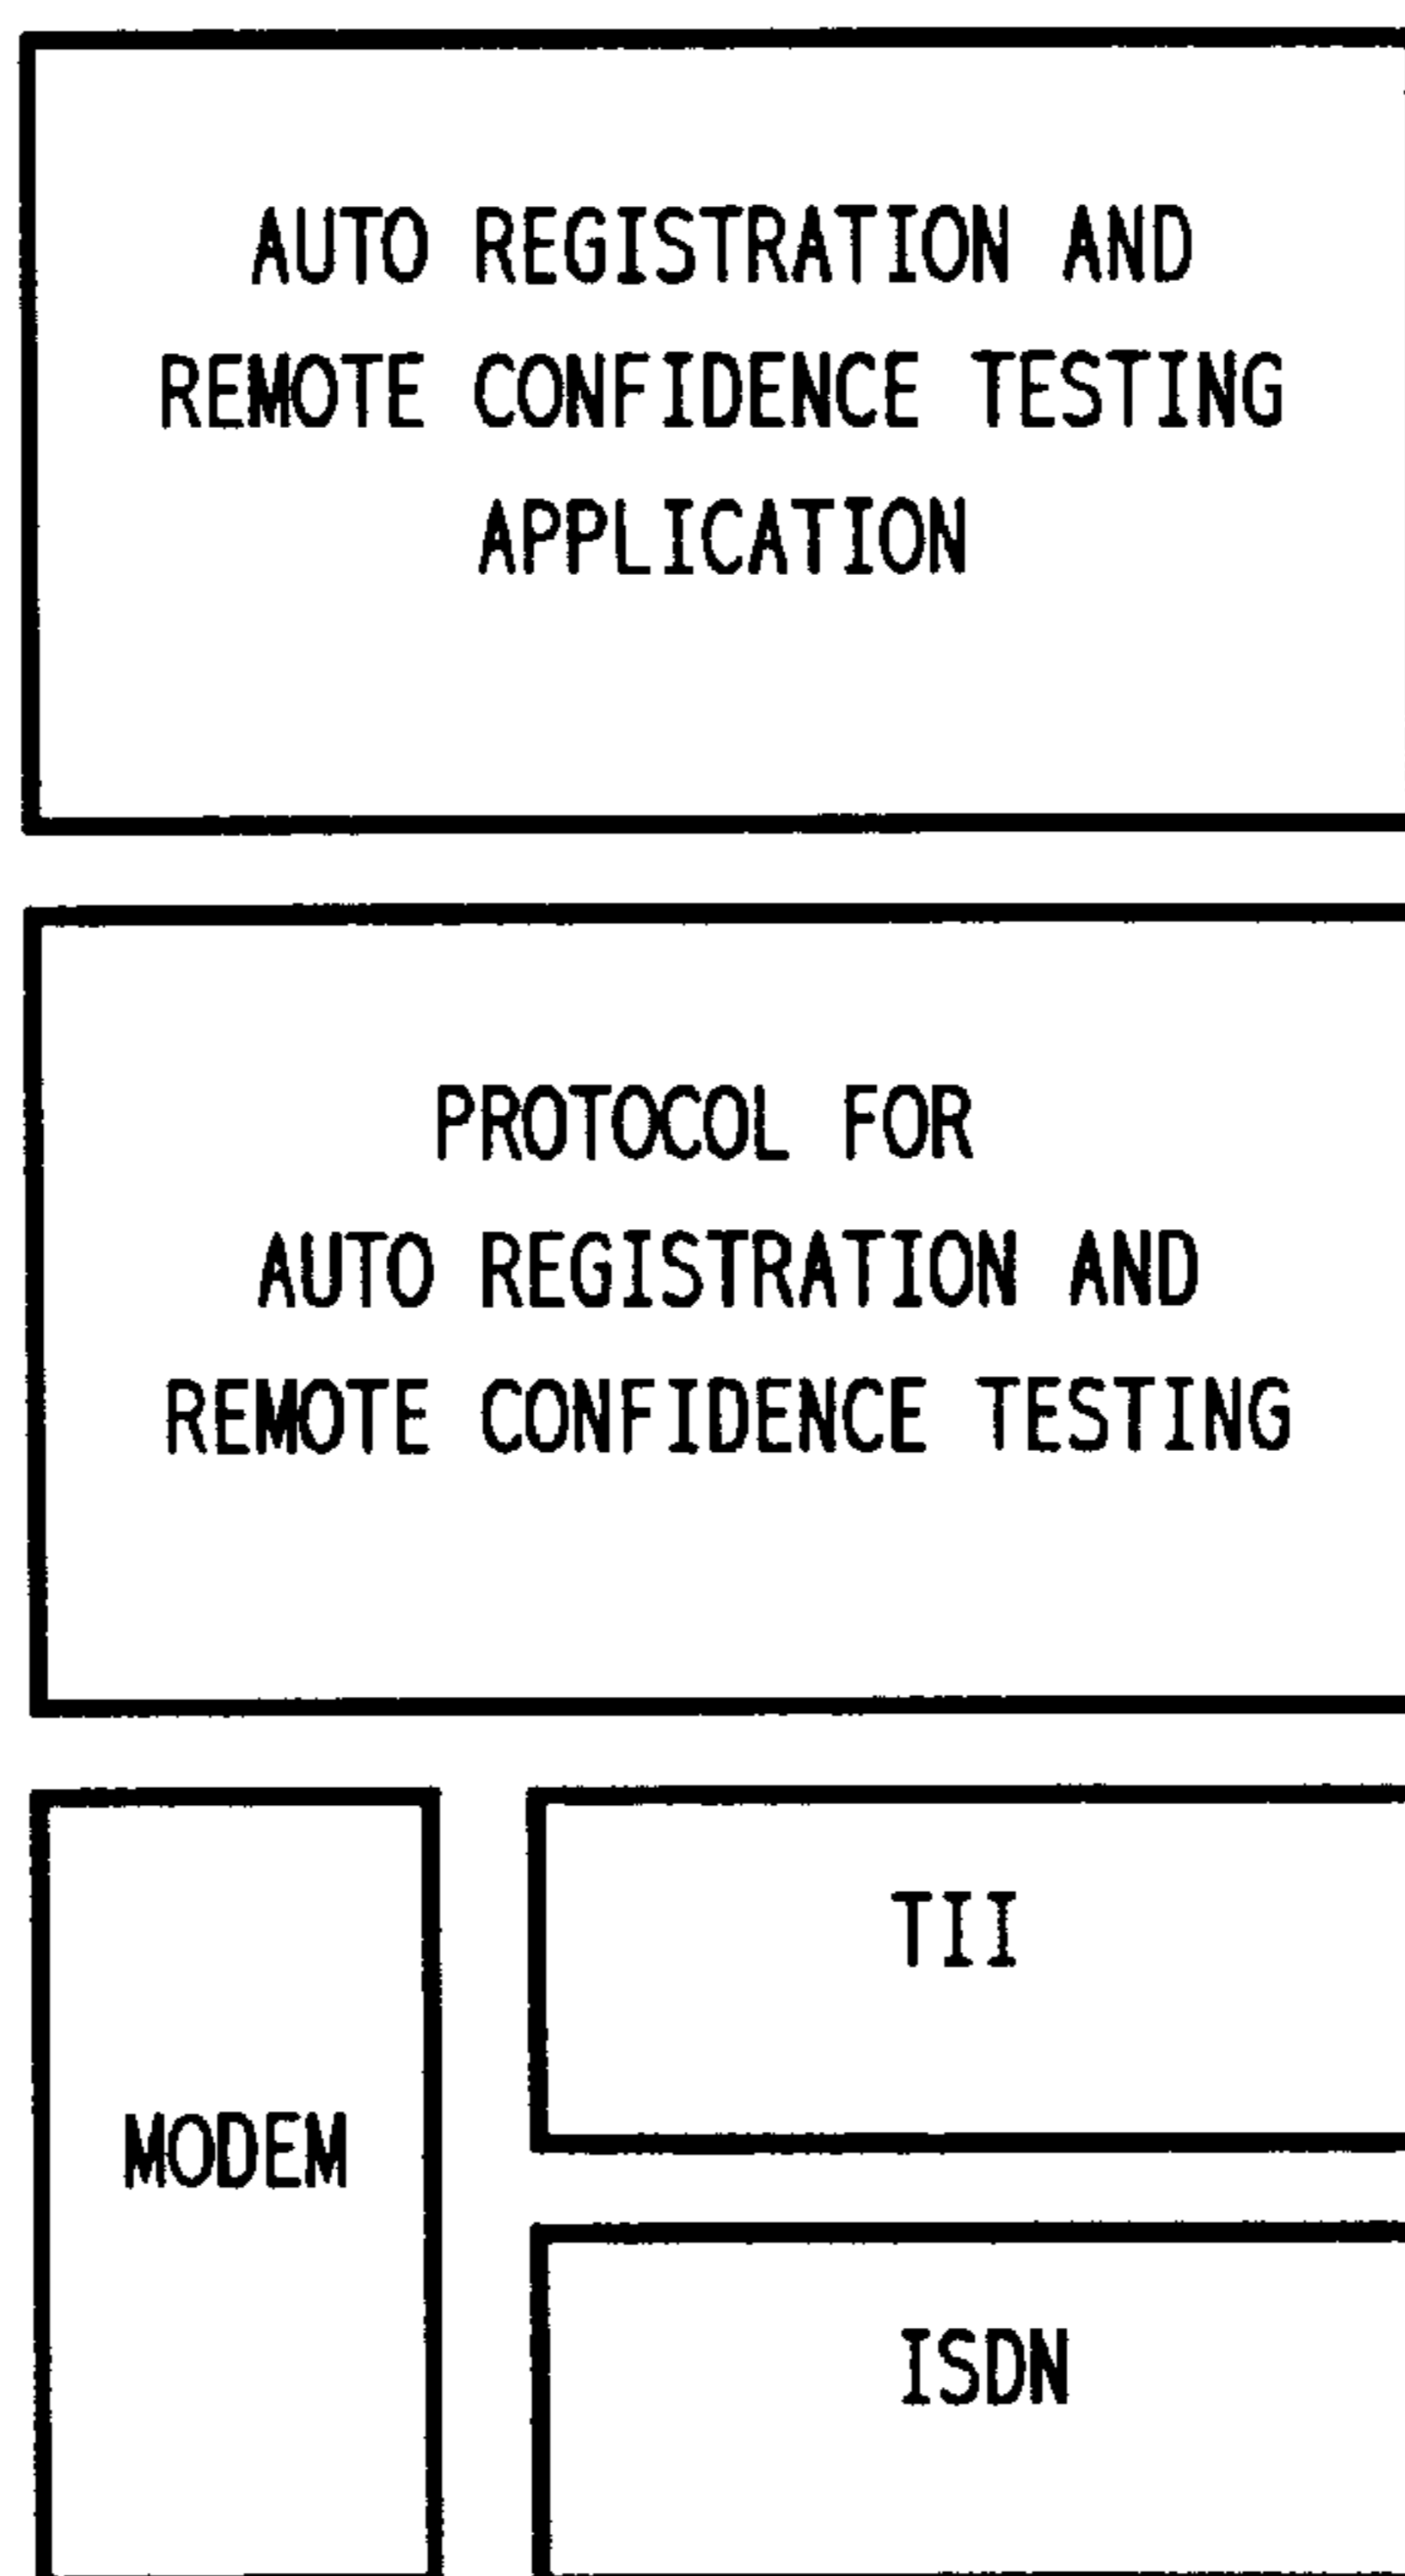 AUTO REGISTRATION AND
REMOTE CONFIDENCE TESTING
APPLICATION
PROTOCOL FOR
AUTO REGISTRATION AND
REMOTE CONFIDENCE TESTING
TII
MODEM
ISDN